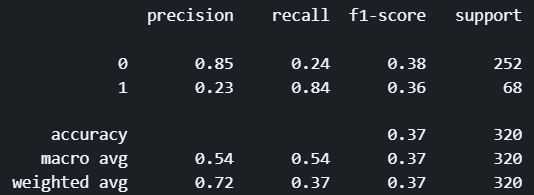 precision recall f1-score support
0 0.85 0.24 0.38 252
1 0.23 0.84 0.36 68
accuracy 0.37 320
macro avg 0.54 0.54 0.37 320
weighted avg 0.72 0.37 0.37 320